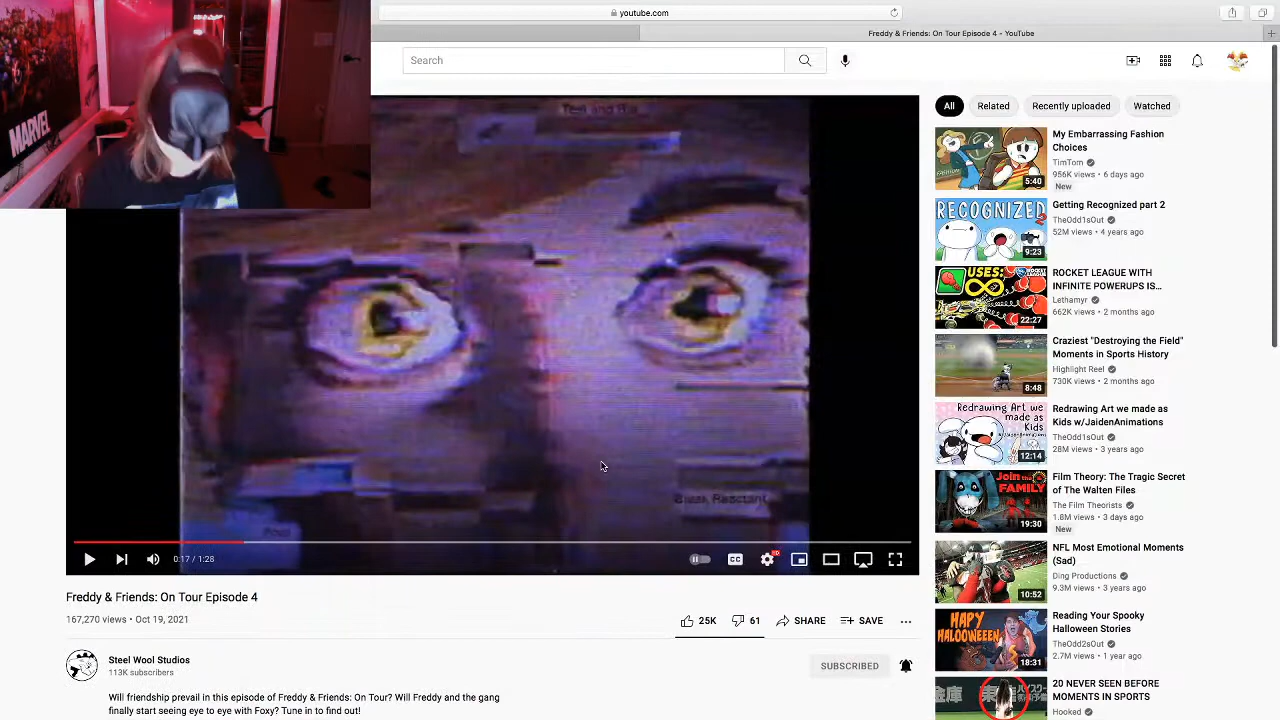 youtube.com
Freddy & Friends: On Tour Episode 4 - YouTube
Search
MARVEL
All
Related
Recently uploaded
Watched
My Embarrassing Fashion
Choices
TimTom
956K views • 6 days ago
New
5:40
Getting Recognized part 2
TheOdd1sOut
52M views • 4 years ago
RECOGNIZED
2
9:23
ROCKET LEAGUE WITH
INFINITE POWERUPS IS...
Lethamyr
662K views • 2 months ago
USES:
22:27
Craziest "Destroying the Field"
Moments in Sports History
Highlight Reel
730K views • 2 months ago
8:48
Redrawing Art we made as
Kids w/JaidenAnimations
TheOdd1sOut
28M views • 3 years ago
Redrawing Art we
made as
Kids
12:14
Film Theory: The Tragic Secret
of The Walten Files
The Film Theorists
1.8M views • 3 days ago
New
Join the
FAMILY
19:30
NFL Most Emotional Moments
(Sad)
Ding Productions
9.3M views • 3 years ago
10:52
Reading Your Spooky
Halloween Stories
TheOdd2sOut
2.7M views • 1 year ago
HAPY
HALOOWEEEN
18:31
20 NEVER SEEN BEFORE
MOMENTS IN SPORTS
Hooked
0:17 / 1:28
CC
HD
Freddy & Friends: On Tour Episode 4
167,270 views • Oct 19, 2021
25K
61
SHARE
SAVE
Steel Wool Studios
113K subscribers
SUBSCRIBED
Will friendship prevail in this episode of Freddy & Friends: On Tour? Will Freddy and the gang
finally start seeing eye to eye with Foxy? Tune in to find out!